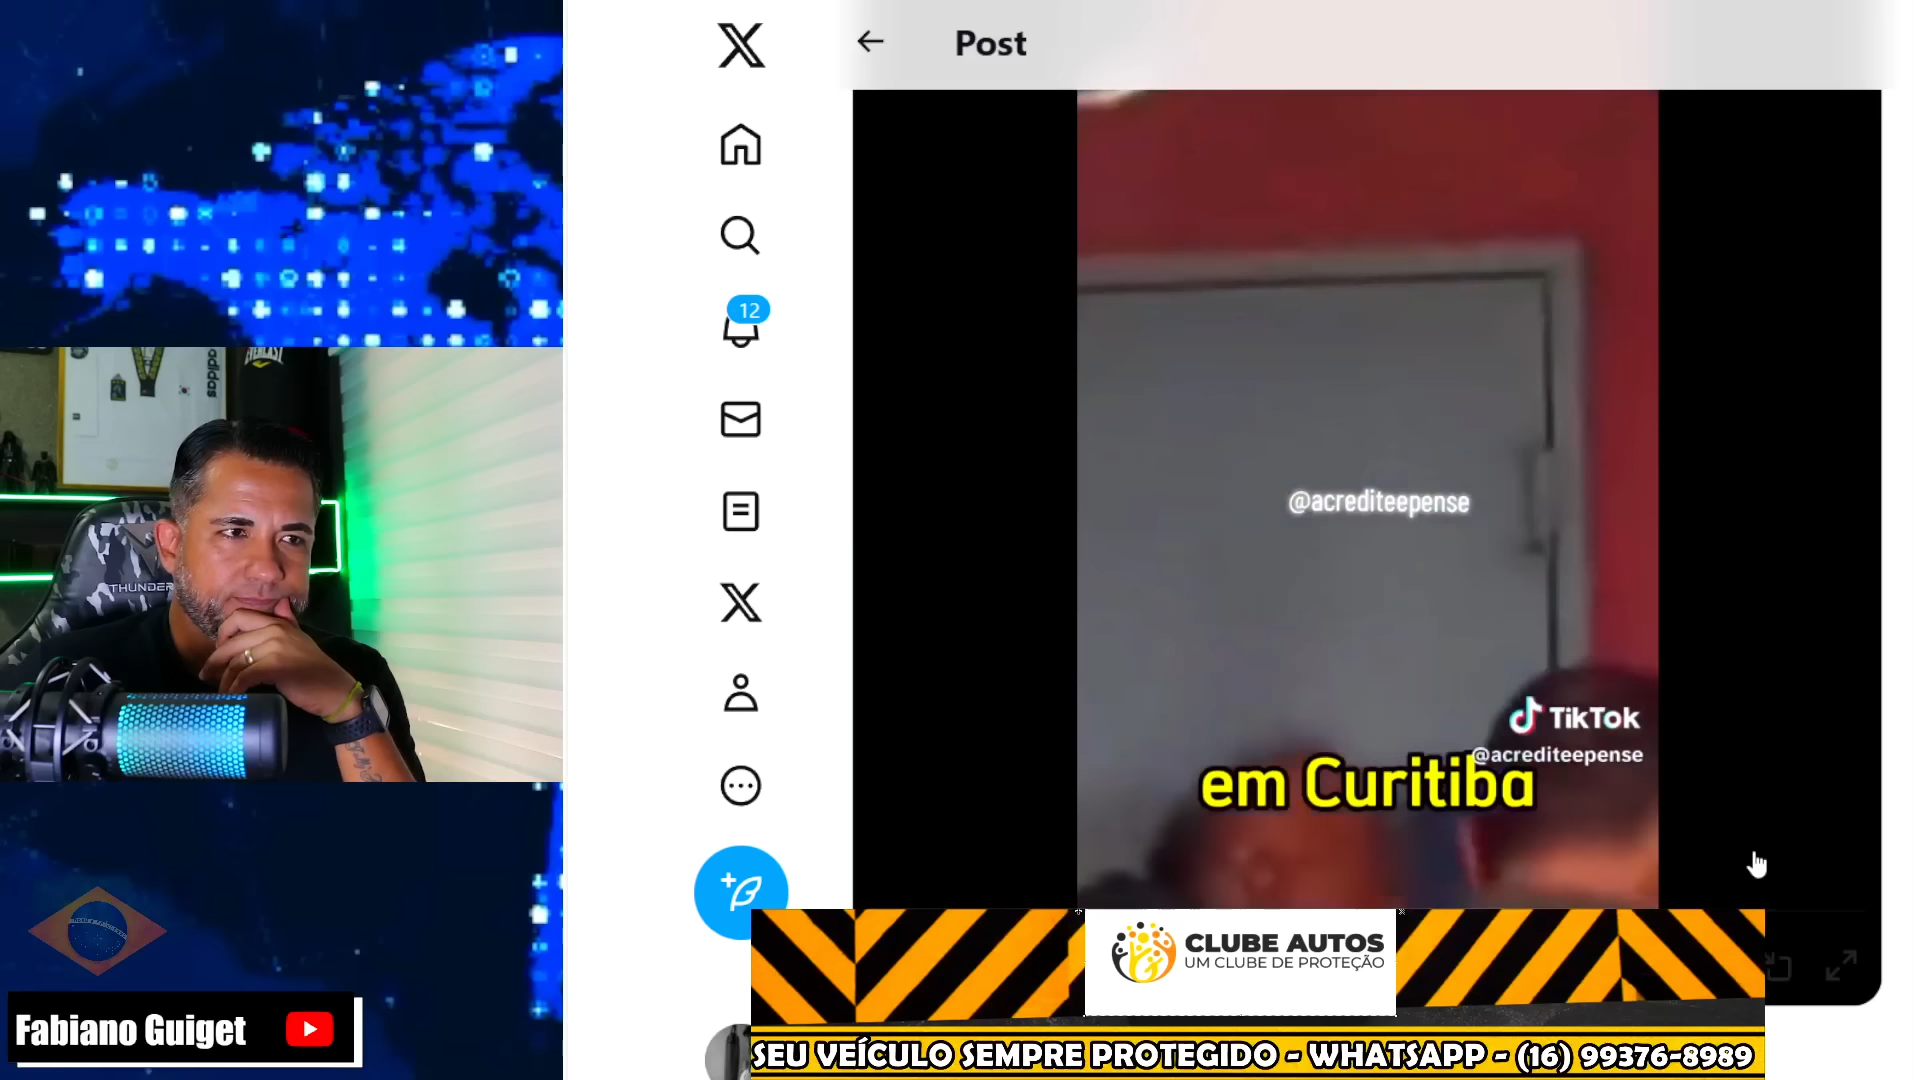 Post
12
adidas
EVERLAST
THUNDER
@acrediteepense
TikTok
@acrediteepense
em Curitiba
CLUBE AUTOS
UM CLUBE DE PROTEÇÃO
Fabiano Guiget
SEU VEÍCULO SEMPRE PROTEGIDO - WHATSAPP - (16) 99376-8989